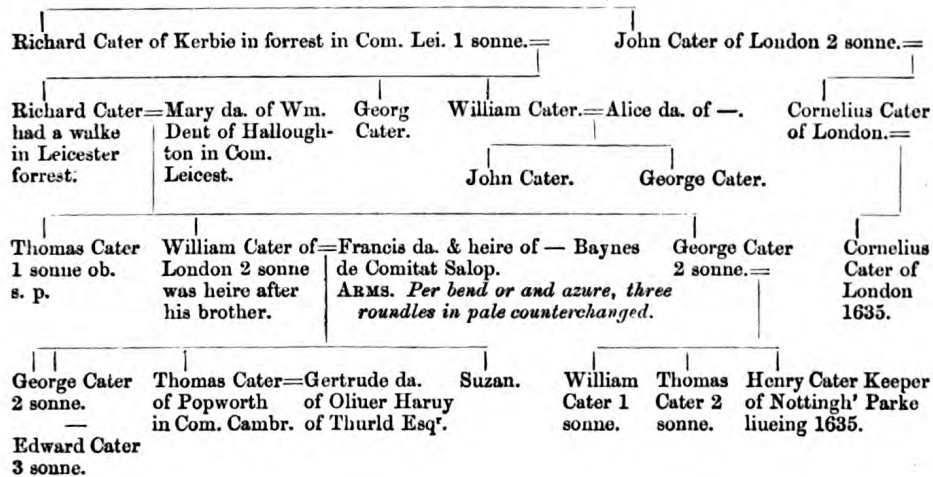 Richard Cater of Kerbie in forrest in Com. Lei. 1 sonne.=
John Cater of London 2 sonne.=
Richard Cater=Mary da. of Wm.
had a walke Dent of Hallough-
in Leicester ton in Com.
forrest. Leicest.
Georg
Cater.
William Cater.=Alice da. of —.
Cornelius Cater
of London.=
John Cater. George Cater.
Thomas Cater
1 sonne ob.
s. p.
William Cater of=Francis da. & heire of — Baynes
London 2 sonne de Comitat Salop.
was heire after ARMS. Per bend or and azure, three
his brother. roundles in pale counterchanged.
George Cater
2 sonne.=
Cornelius
Cater of
London
1635.
George Cater
2 sonne.
—
Edward Cater
3 sonne.
Thomas Cater=Gertrude da.
of Popworth of Oliuer Haruy
in Com. Cambr. of Thurld Esqr.
Suzan.
William
Cater 1
sonne.
Thomas
Cater 2
sonne.
Henry Cater Keeper
of Nottingh' Parke
liueing 1635.